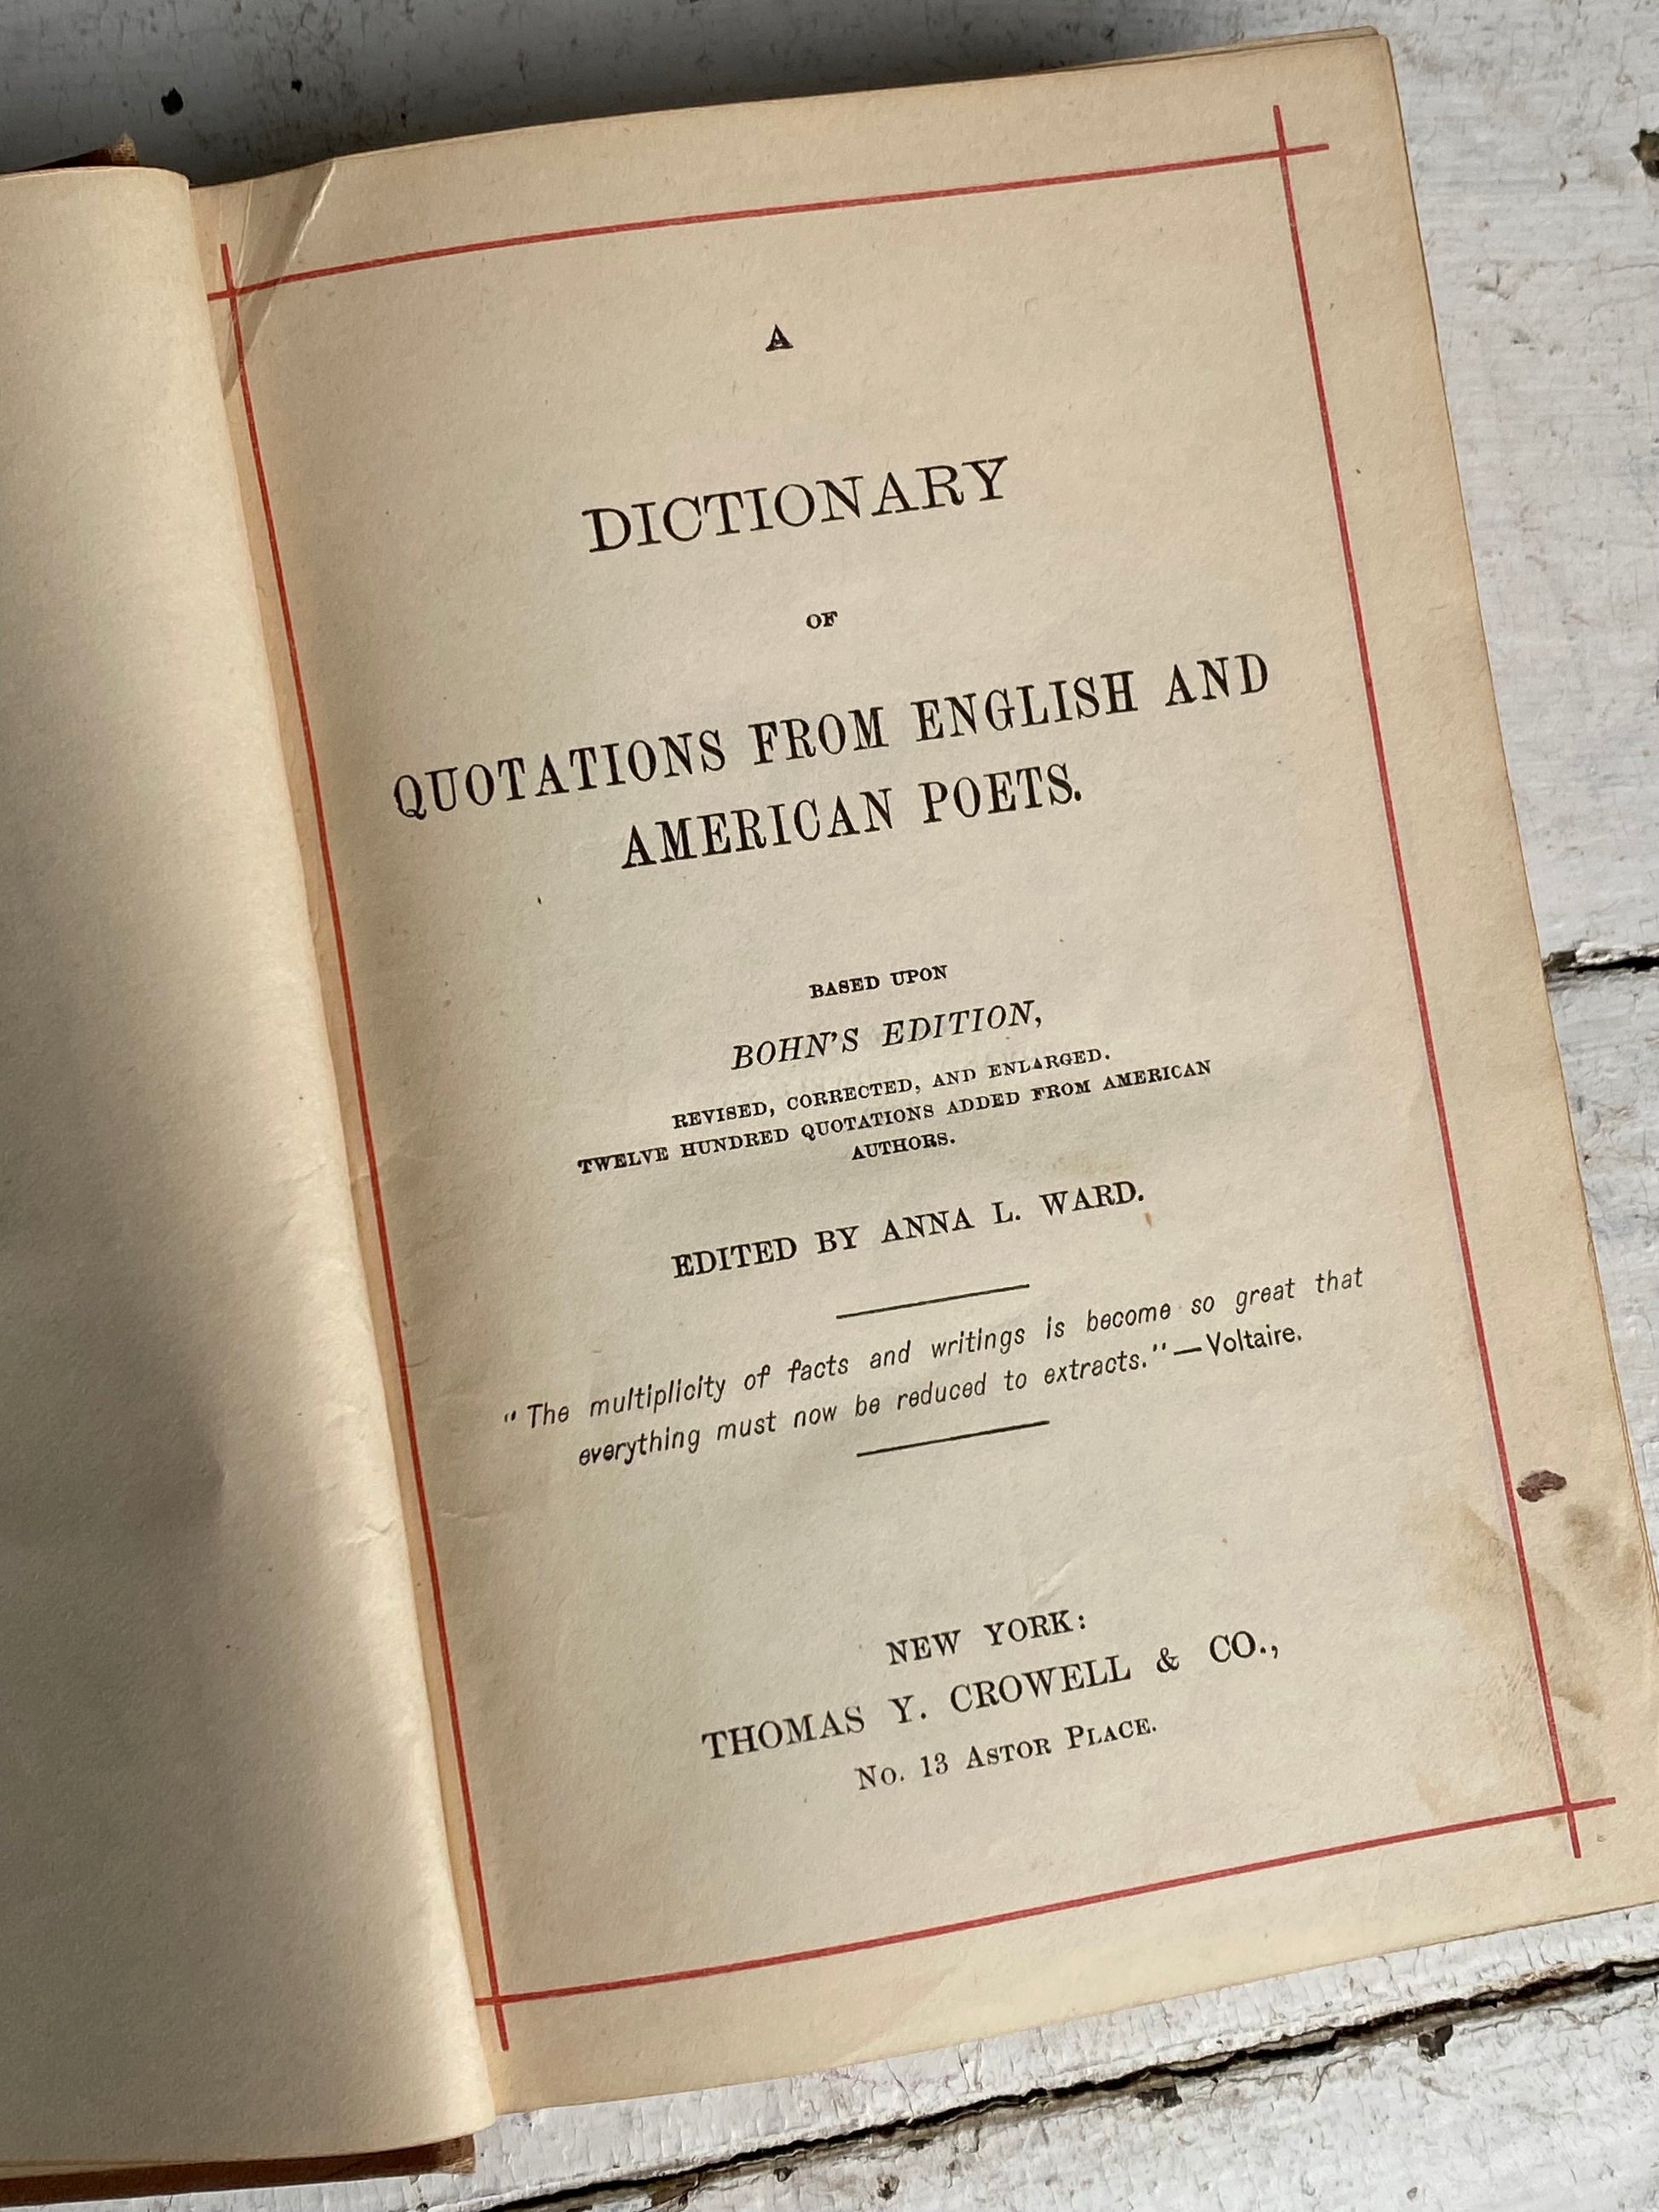 A
DICTIONARY
OF
QUOTATIONS FROM ENGLISH AND
AMERICAN POETS.
BASED UPON
BOHN'S EDITION,
REVISED, CORRECTED, AND ENLARGED.
TWELVE HUNDRED QUOTATIONS ADDED FROM AMERICAN
AUTHORS.
EDITED BY ANNA L. WARD.
"The multiplicity of facts and writings is become so great that
everything must now be reduced to extracts."—Voltaire.
NEW YORK:
THOMAS Y. CROWELL & CO.,
No. 13 Astor Place.